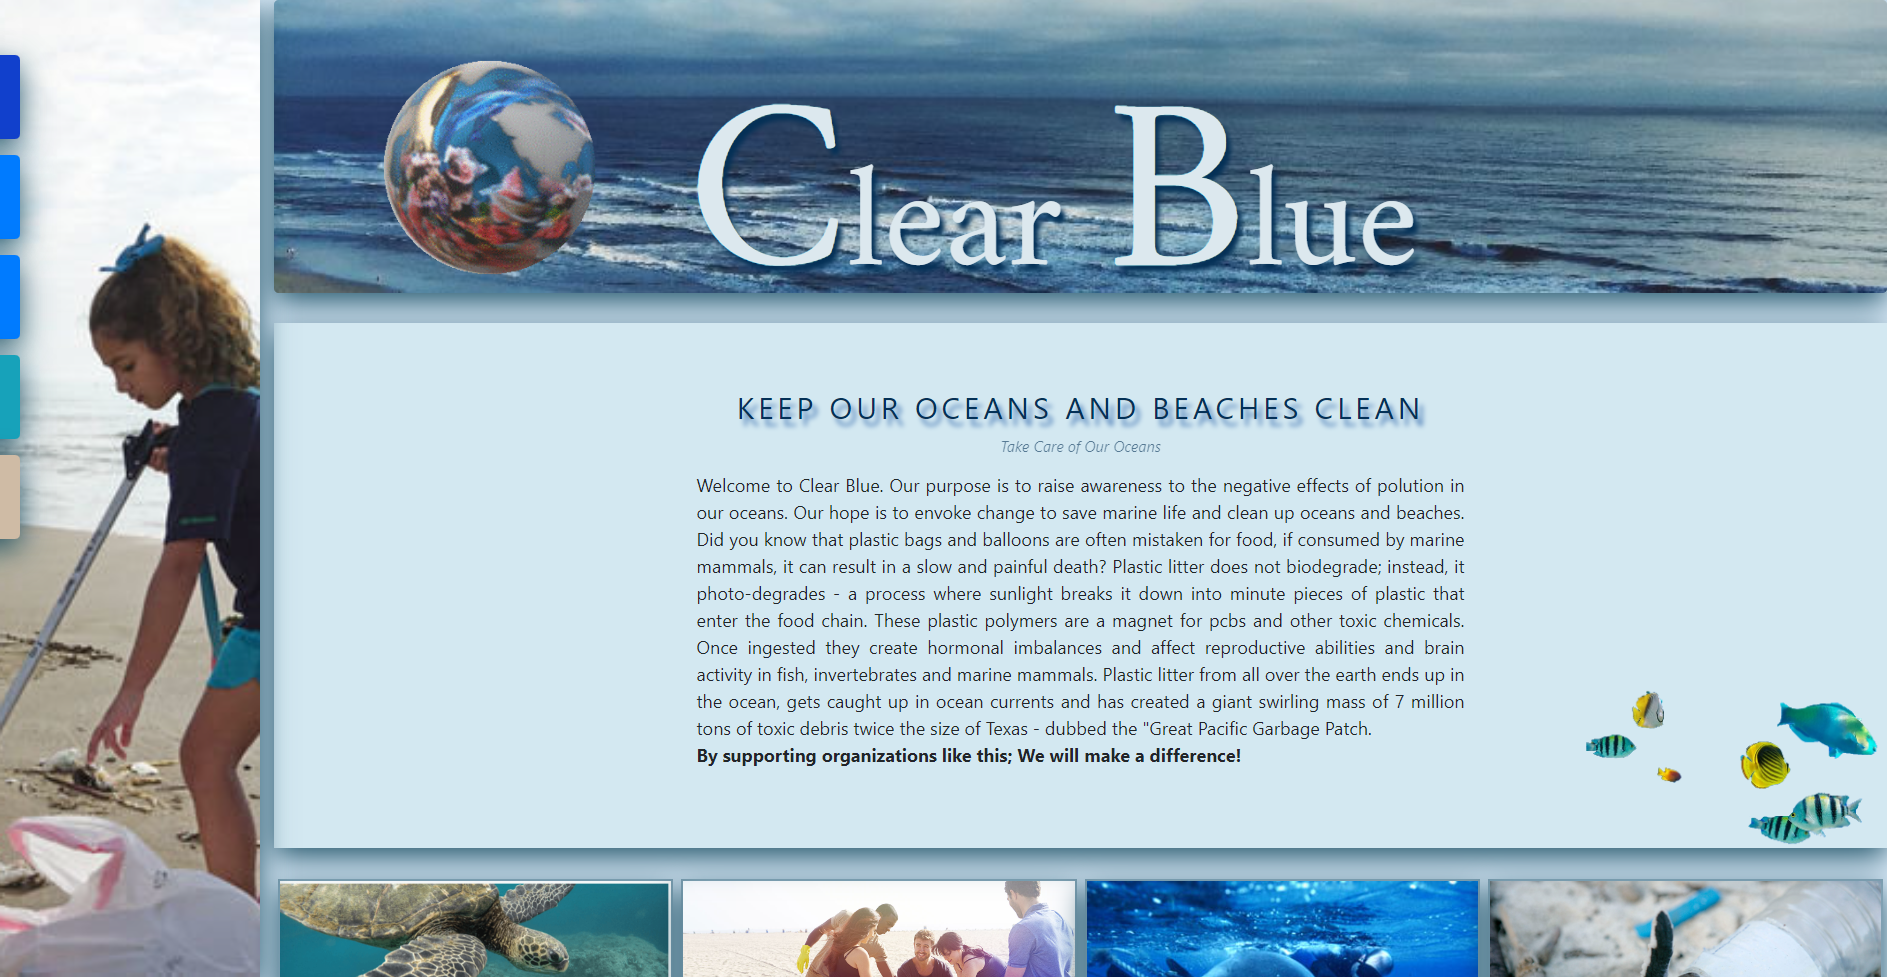 Clear Blue
KEEP OUR OCEANS AND BEACHES CLEAN
Take Care of Our Oceans
Welcome to Clear Blue. Our purpose is to raise awareness to the negative effects of polution in
our oceans. Our hope is to envoke change to save marine life and clean up oceans and beaches.
Did you know that plastic bags and balloons are often mistaken for food, if consumed by marine
mammals, it can result in a slow and painful death? Plastic litter does not biodegrade; instead, it
photo-degrades - a process where sunlight breaks it down into minute pieces of plastic that
enter the food chain. These plastic polymers are a magnet for pcbs and other toxic chemicals.
Once ingested they create hormonal imbalances and affect reproductive abilities and brain
activity in fish, invertebrates and marine mammals. Plastic litter from all over the earth ends up in
the ocean, gets caught up in ocean currents and has created a giant swirling mass of 7 million
tons of toxic debris twice the size of Texas - dubbed the "Great Pacific Garbage Patch.
By supporting organizations like this; We will make a difference!